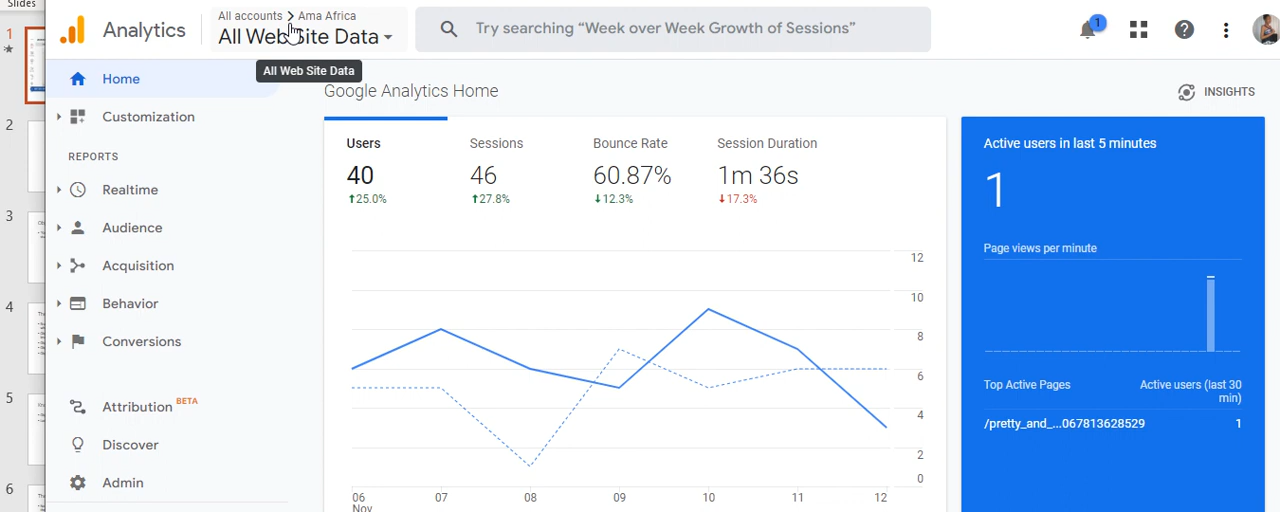 Slides
1
2
3
4
5
6
Analytics
All accounts > Ama Africa
All Web Site Data
All Web Site Data
Try searching “Week over Week Growth of Sessions”
1
Home
Customization
REPORTS
Realtime
Audience
Acquisition
Behavior
Conversions
Attribution BETA
Discover
Admin
Google Analytics Home
INSIGHTS
Users
40
↑25.0%
Sessions
46
↑27.8%
Bounce Rate
60.87%
↓12.3%
Session Duration
1m 36s
↓17.3%
12
10
8
6
4
2
0
06 07 08 09 10 11 12
Nov
Active users in last 5 minutes
1
Page views per minute
Top Active Pages
Active users (last 30
min)
/pretty_and_...067813628529 1